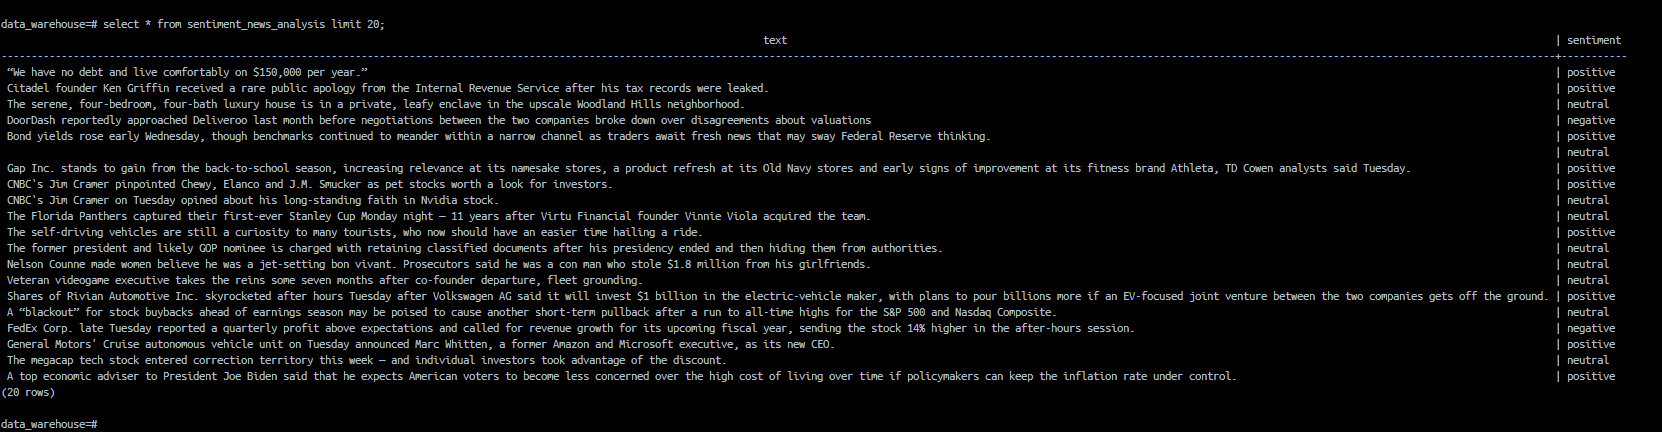 data_warehouse=# select * from sentiment_news_analysis limit 20;
text | sentiment
“We have no debt and live comfortably on $150,000 per year.” | positive
Citadel founder Ken Griffin received a rare public apology from the Internal Revenue Service after his tax records were leaked. | positive
The serene, four-bedroom, four-bath luxury house is in a private, leafy enclave in the upscale Woodland Hills neighborhood. | neutral
DoorDash reportedly approached Deliveroo last month before negotiations between the two companies broke down over disagreements about valuations | negative
Bond yields rose early Wednesday, though benchmarks continued to meander within a narrow channel as traders await fresh news that may sway Federal Reserve thinking. | positive
| neutral
Gap Inc. stands to gain from the back-to-school season, increasing relevance at its namesake stores, a product refresh at its Old Navy stores and early signs of improvement at its fitness brand Athleta, TD Cowen analysts said Tuesday. | positive
CNBC's Jim Cramer pinpointed Chewy, Elanco and J.M. Smucker as pet stocks worth a look for investors. | positive
CNBC's Jim Cramer on Tuesday opined about his long-standing faith in Nvidia stock. | neutral
The Florida Panthers captured their first-ever Stanley Cup Monday night — 11 years after Virtu Financial founder Vinnie Viola acquired the team. | neutral
The self-driving vehicles are still a curiosity to many tourists, who now should have an easier time hailing a ride. | positive
The former president and likely GOP nominee is charged with retaining classified documents after his presidency ended and then hiding them from authorities. | neutral
Nelson Counne made women believe he was a jet-setting bon vivant. Prosecutors said he was a con man who stole $1.8 million from his girlfriends. | neutral
Veteran videogame executive takes the reins some seven months after co-founder departure, fleet grounding. | neutral
Shares of Rivian Automotive Inc. skyrocketed after hours Tuesday after Volkswagen AG said it will invest $1 billion in the electric-vehicle maker, with plans to pour billions more if an EV-focused joint venture between the two companies gets off the ground. | positive
A “blackout” for stock buybacks ahead of earnings season may be poised to cause another short-term pullback after a run to all-time highs for the S&P 500 and Nasdaq Composite. | neutral
FedEx Corp. late Tuesday reported a quarterly profit above expectations and called for revenue growth for its upcoming fiscal year, sending the stock 14% higher in the after-hours session. | negative
General Motors' Cruise autonomous vehicle unit on Tuesday announced Marc Whitten, a former Amazon and Microsoft executive, as its new CEO. | positive
The megacap tech stock entered correction territory this week — and individual investors took advantage of the discount. | neutral
A top economic adviser to President Joe Biden said that he expects American voters to become less concerned over the high cost of living over time if policymakers can keep the inflation rate under control. | positive
(20 rows)
data_warehouse=#